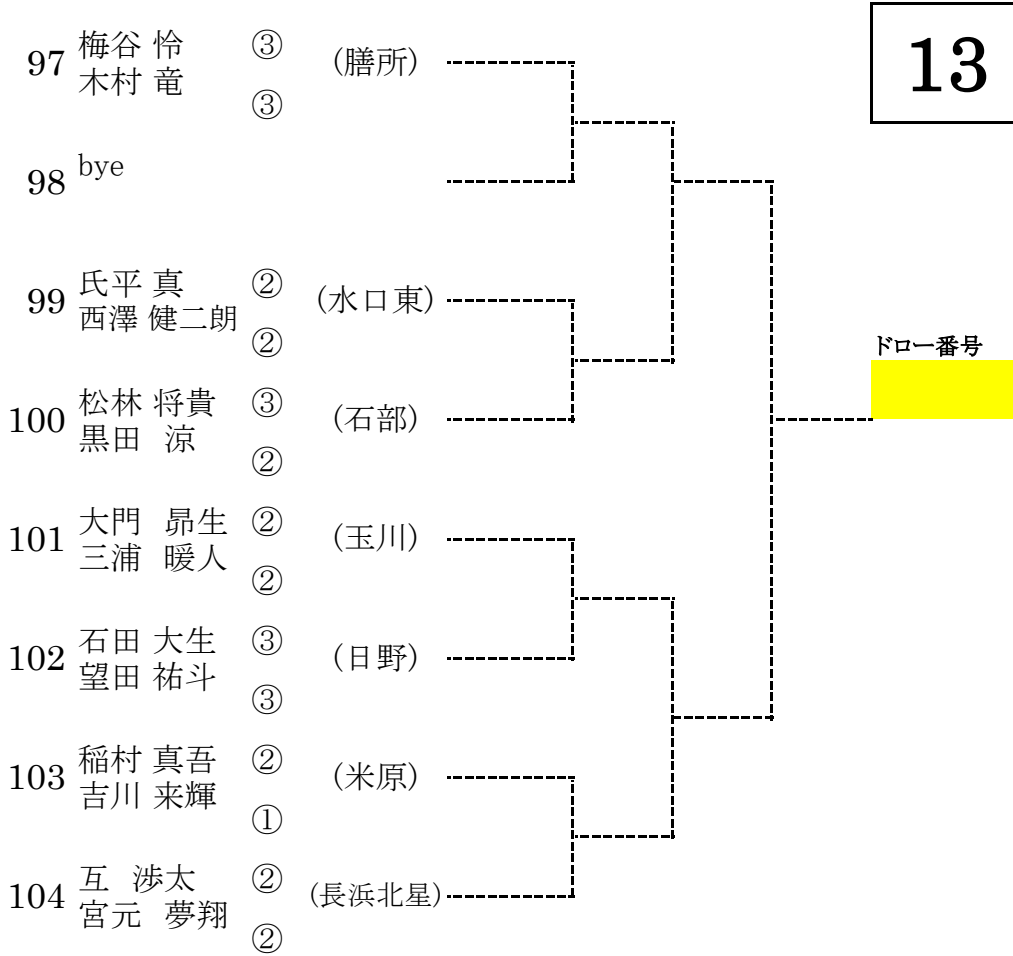 13
97 梅谷 怜 ③ (膳所)
木村 竜 ③
98 bye
99 氏平 真 ② (水口東)
西澤 健二朗 ②
ドロー番号
100 松林 将貴 ③ (石部)
黒田 涼 ②
101 大門 昴生 ② (玉川)
三浦 暖人 ②
102 石田 大生 ③ (日野)
望田 祐斗 ③
103 稲村 真吾 ② (米原)
吉川 来輝 ①
104 互 渉太 ② (長浜北星)
宮元 夢翔 ②